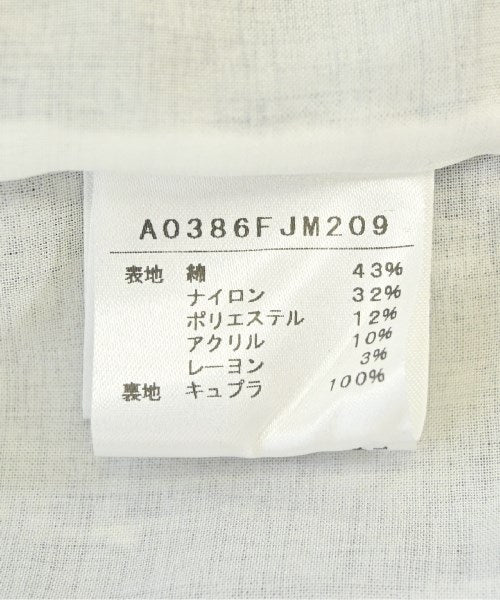 A0386FJM209
表地 綿 43%
ナイロン 32%
ポリエステル 12%
アクリル 10%
レーヨン 3%
裏地 キュプラ 100%